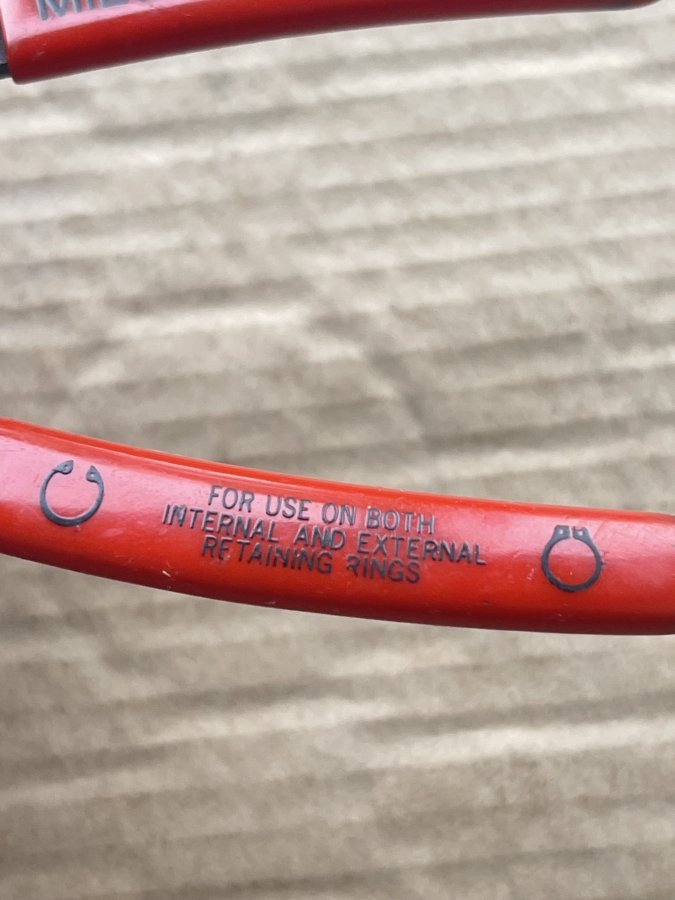 FOR USE ON BOTH
INTERNAL AND EXTERNAL
RETAINING RINGS